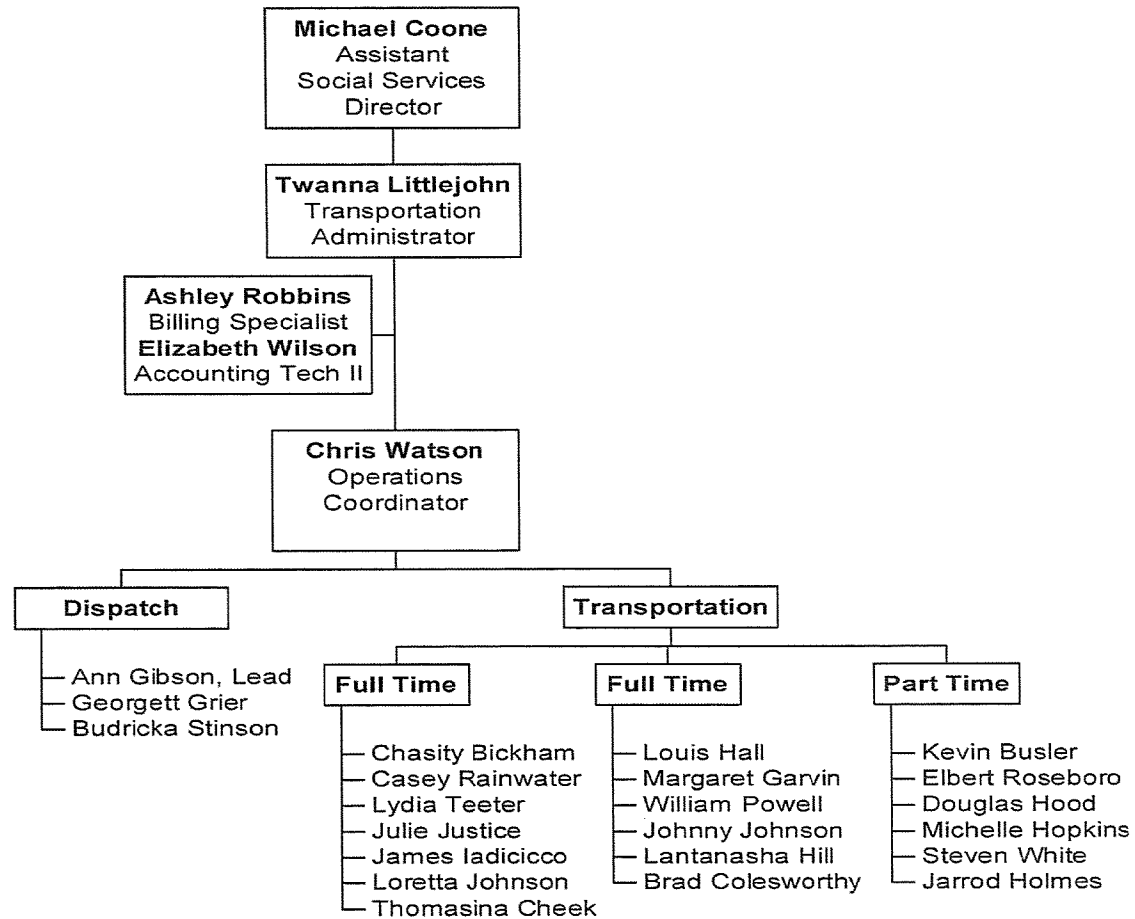 Michael Coone
Assistant
Social Services
Director
Twanna Littlejohn
Transportation
Administrator
Ashley Robbins
Billing Specialist
Elizabeth Wilson
Accounting Tech II
Chris Watson
Operations
Coordinator
Dispatch
Ann Gibson, Lead
Georgett Grier
Budricka Stinson
Transportation
Full Time
Chasity Bickham
Casey Rainwater
Lydia Teeter
Julie Justice
James Iadicicco
Loretta Johnson
Thomasina Cheek
Full Time
Louis Hall
Margaret Garvin
William Powell
Johnny Johnson
Lantanasha Hill
Brad Colesworthy
Part Time
Kevin Busler
Elbert Roseboro
Douglas Hood
Michelle Hopkins
Steven White
Jarrod Holmes